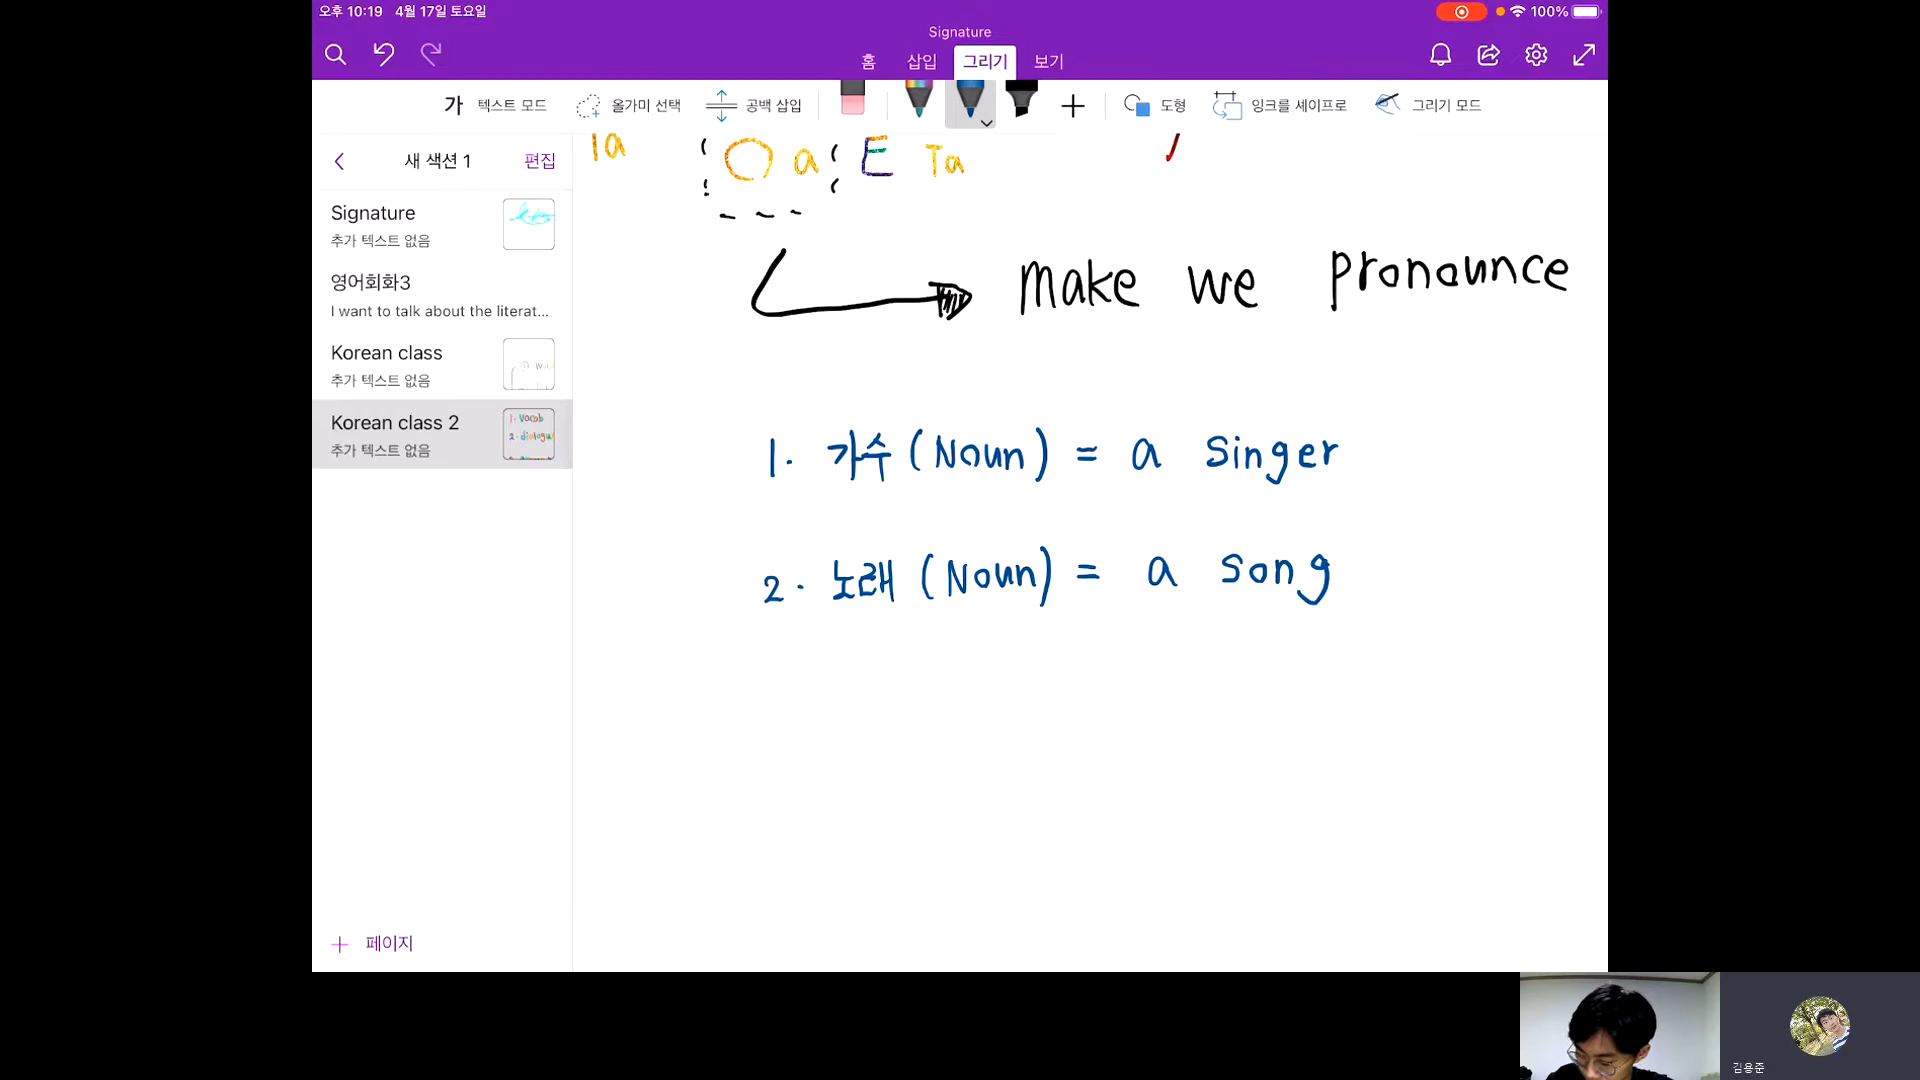 오후 10:19 4월 17일 토요일
100%
Signature
홈 삽입 그리기 보기
가 텍스트 모드 올가미 선택 공백 삽입 도형 잉크를 셰이프로 그리기 모드
새 섹션 1 편집
Signature
추가 텍스트 없음
영어회화3
I want to talk about the literat...
Korean class
추가 텍스트 없음
Korean class 2
추가 텍스트 없음
1. Vocab
페이지
Ta O a E Ta
make we pronounce
1. 가수 (Noun) = a singer
2. 노래 (Noun) = a song
김용준